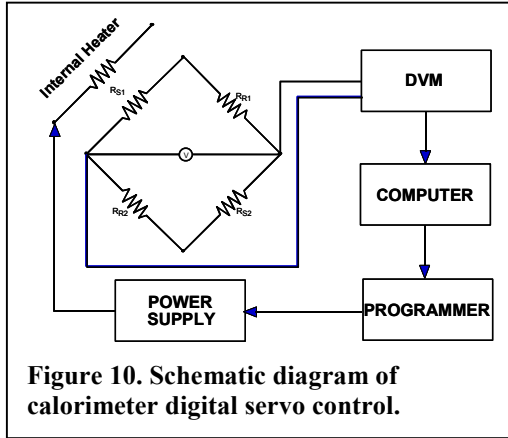 Internal Heater
RS1
RR1
V
RR2
RS2
DVM
COMPUTER
PROGRAMMER
POWER
SUPPLY
Figure 10. Schematic diagram of
calorimeter digital servo control.